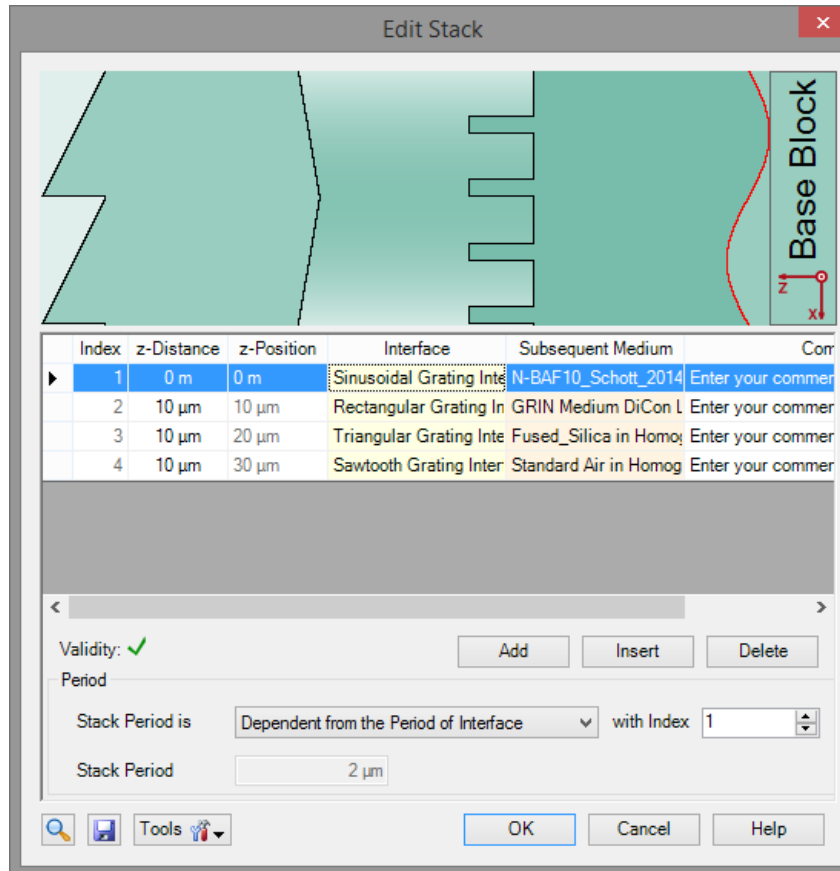 Edit Stack
Base Block
z
x
Index z-Distance z-Position Interface Subsequent Medium Com
1 0 m 0 m Sinusoidal Grating Inte N-BAF10_Schott_2014 Enter your commer
2 10 µm 10 µm Rectangular Grating In GRIN Medium DiCon L Enter your commer
3 10 µm 20 µm Triangular Grating Inte Fused_Silica in Homog Enter your commer
4 10 µm 30 µm Sawtooth Grating Inter Standard Air in Homog Enter your commer
Validity:
Add Insert Delete
Period
Stack Period is Dependent from the Period of Interface with Index 1
Stack Period 2 µm
Tools OK Cancel Help